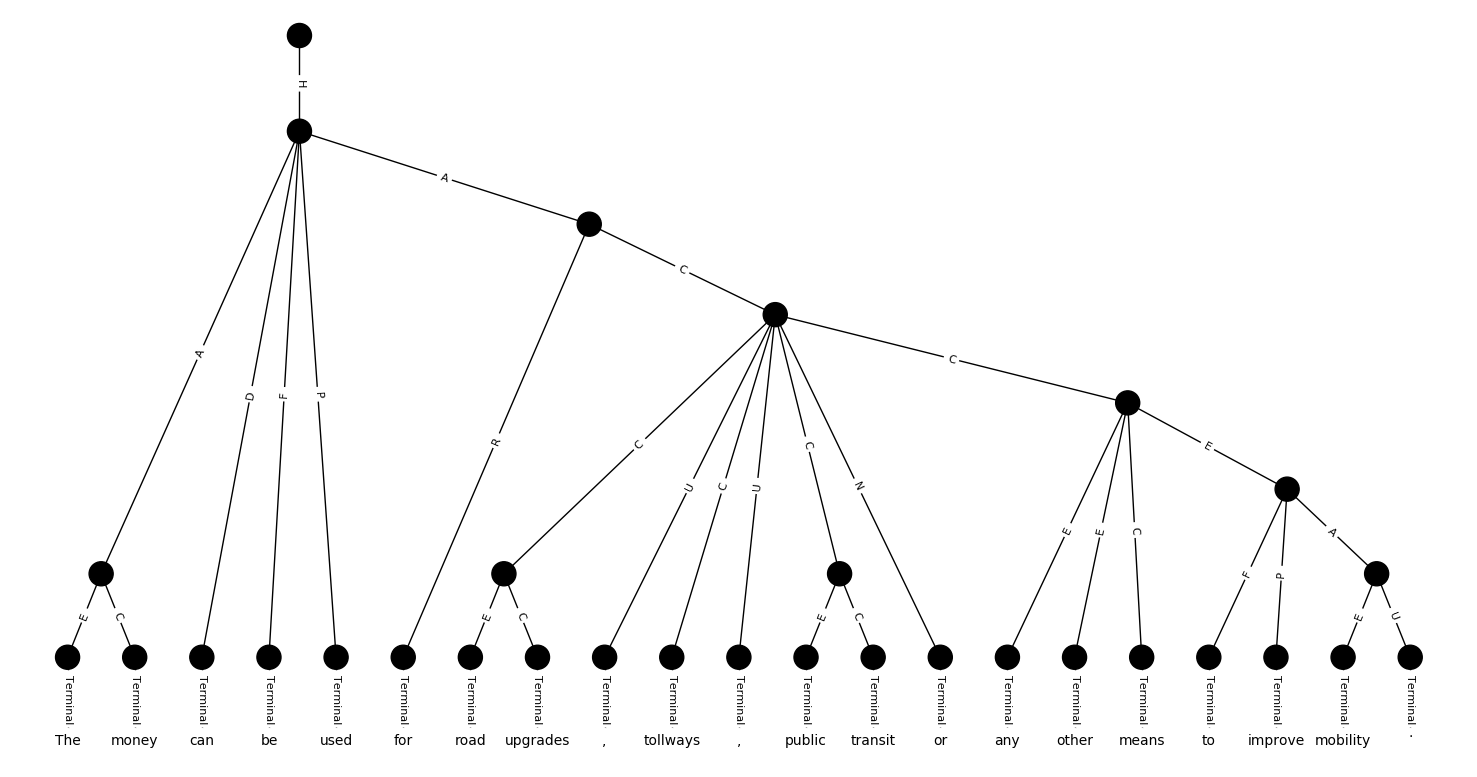 H
A
A
C
C
A
D
F
P
R
C
U
C
U
C
N
E
E
E
C
F
P
A
E
C
E
C
E
C
E
U
Terminal Terminal Terminal Terminal Terminal Terminal Terminal Terminal Terminal Terminal Terminal Terminal Terminal Terminal Terminal Terminal Terminal Terminal Terminal Terminal Terminal
The money can be used for road upgrades , tollways , public transit or any other means to improve mobility .